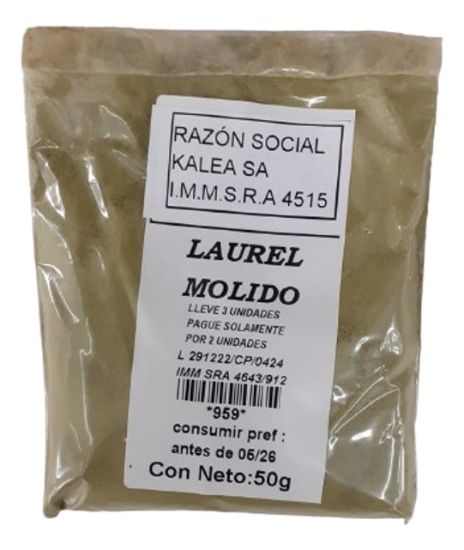 RAZÓN SOCIAL
KALEA SA
I.M.M.S.R.A 4515
LAUREL
MOLIDO
LLEVE 3 UNIDADES
PAGUE SOLAMENTE
POR 2 UNIDADES
L 291222/CP/0424
IMM SRA 4643/912
*959*
consumir pref :
antes de 05/26
Con Neto:50g